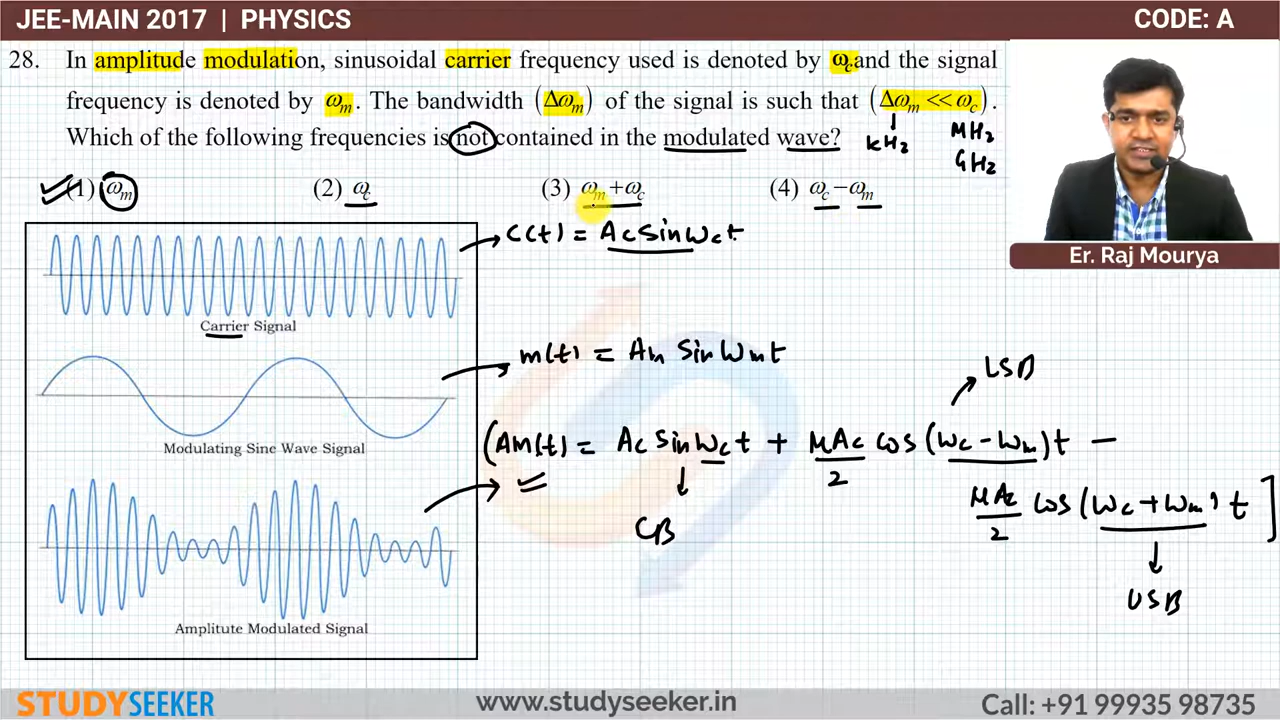 JEE-MAIN 2017 | PHYSICS
CODE: A
28. In amplitude modulation, sinusoidal carrier frequency used is denoted by ωc and the signal
frequency is denoted by ωm. The bandwidth (Δωm) of the signal is such that (Δωm << ωc).
Which of the following frequencies is not contained in the modulated wave?
kHz
MHz
GHz
(1) ωm (2) ωc (3) ωm+ωc (4) ωc−ωm
Er. Raj Mourya
c(t) = Ac Sin ωc t
Carrier Signal
m(t) = Am Sin ωm t
LSB
Modulating Sine Wave Signal
(Am(t) = Ac Sin ωc t + μAc/2 cos (ωc − ωm) t −
μAc/2 cos (ωc + ωm) t ]
CB
USB
Amplitute Modulated Signal
STUDYSEEKER
www.studyseeker.in
Call: +91 99935 98735